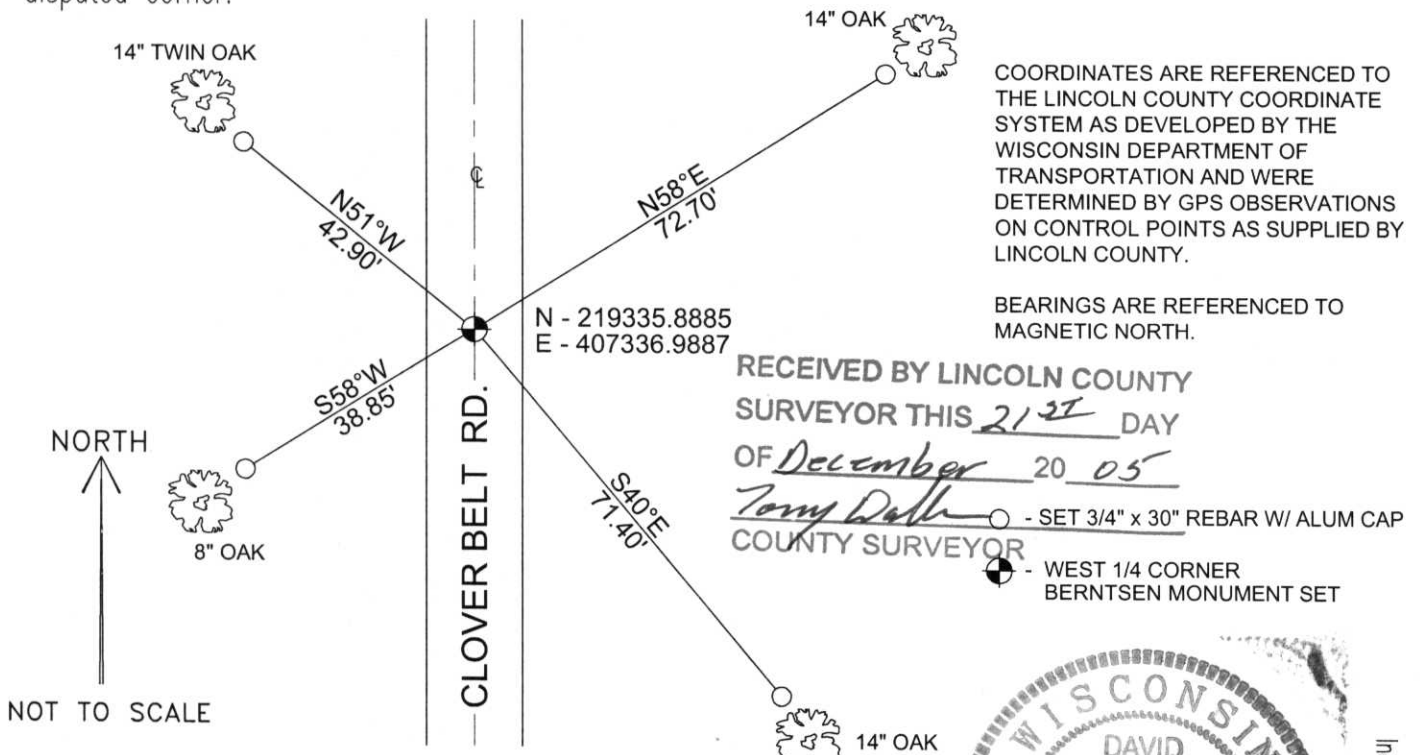 disputed corner.
14" TWIN OAK
14" OAK
COORDINATES ARE REFERENCED TO
THE LINCOLN COUNTY COORDINATE
SYSTEM AS DEVELOPED BY THE
WISCONSIN DEPARTMENT OF
TRANSPORTATION AND WERE
DETERMINED BY GPS OBSERVATIONS
ON CONTROL POINTS AS SUPPLIED BY
LINCOLN COUNTY.
BEARINGS ARE REFERENCED TO
MAGNETIC NORTH.
N51°W
42.90'
N58°E
72.70'
N - 219335.8885
E - 407336.9887
S58°W
38.85'
S40°E
71.40'
CLOVER BELT RD.
NORTH
8" OAK
NOT TO SCALE
RECEIVED BY LINCOLN COUNTY
SURVEYOR THIS 21ST DAY
OF December 20 05
Tony Dall
COUNTY SURVEYOR
- SET 3/4" x 30" REBAR W/ ALUM CAP
- WEST 1/4 CORNER
BERNTSEN MONUMENT SET
14" OAK
WISCONSIN
DAVID